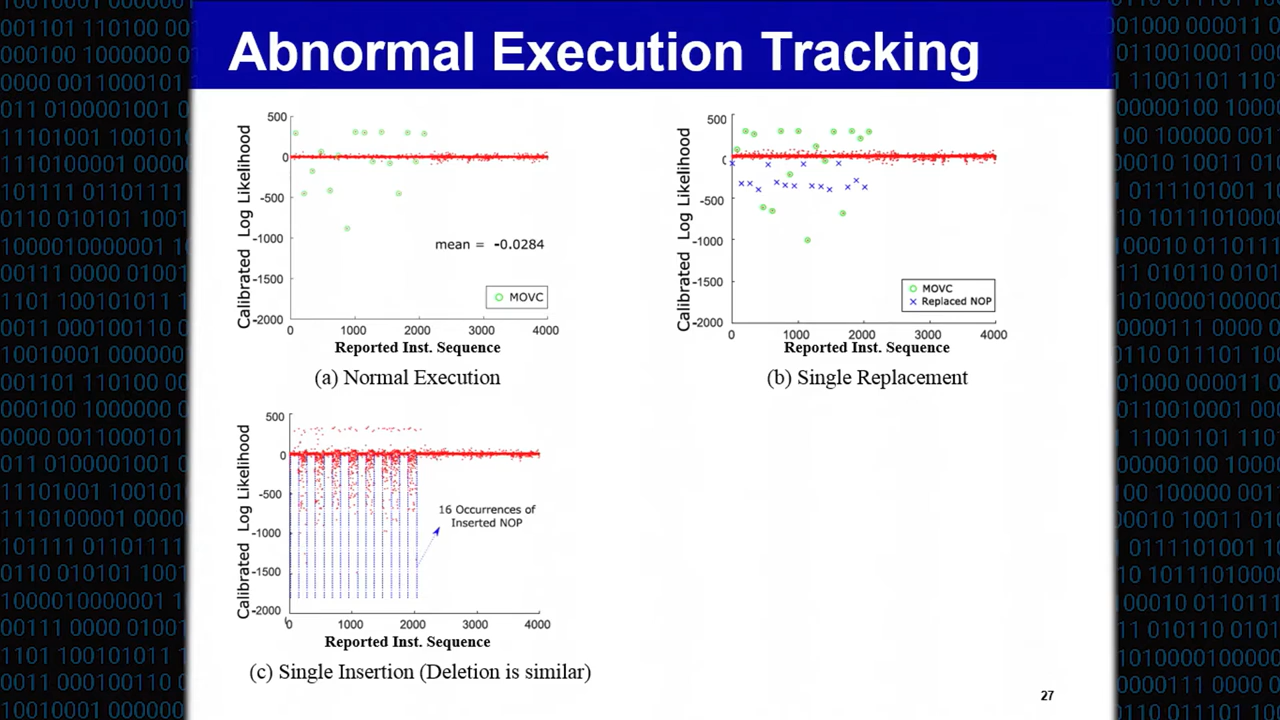 Abnormal Execution Tracking
500
0
-500
-1000
-1500
-2000
Calibrated Log Likelihood
mean = -0.0284
MOVC
0 1000 2000 3000 4000
Reported Inst. Sequence
(a) Normal Execution
500
0
-500
-1000
-1500
-2000
Calibrated Log Likelihood
MOVC
Replaced NOP
0 1000 2000 3000 4000
Reported Inst. Sequence
(b) Single Replacement
500
0
-500
-1000
-1500
-2000
Calibrated Log Likelihood
16 Occurrences of
Inserted NOP
0 1000 2000 3000 4000
Reported Inst. Sequence
(c) Single Insertion (Deletion is similar)
27